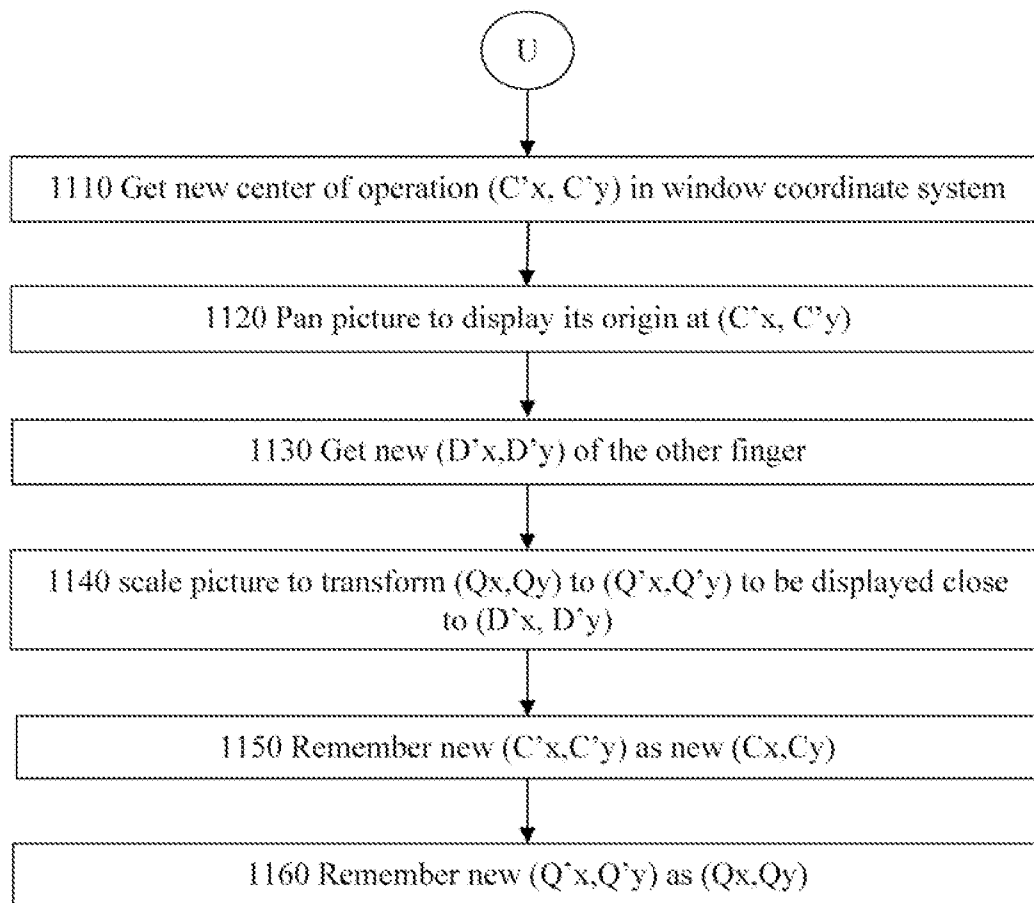 U
1110 Get new center of operation (C’x, C’y) in window coordinate system
1120 Pan picture to display its origin at (C’x, C’y)
1130 Get new (D’x,D’y) of the other finger
1140 scale picture to transform (Qx,Qy) to (Q’x,Q’y) to be displayed close
to (D’x, D’y)
1150 Remember new (C’x,C’y) as new (Cx,Cy)
1160 Remember new (Q’x,Q’y) as (Qx,Qy)